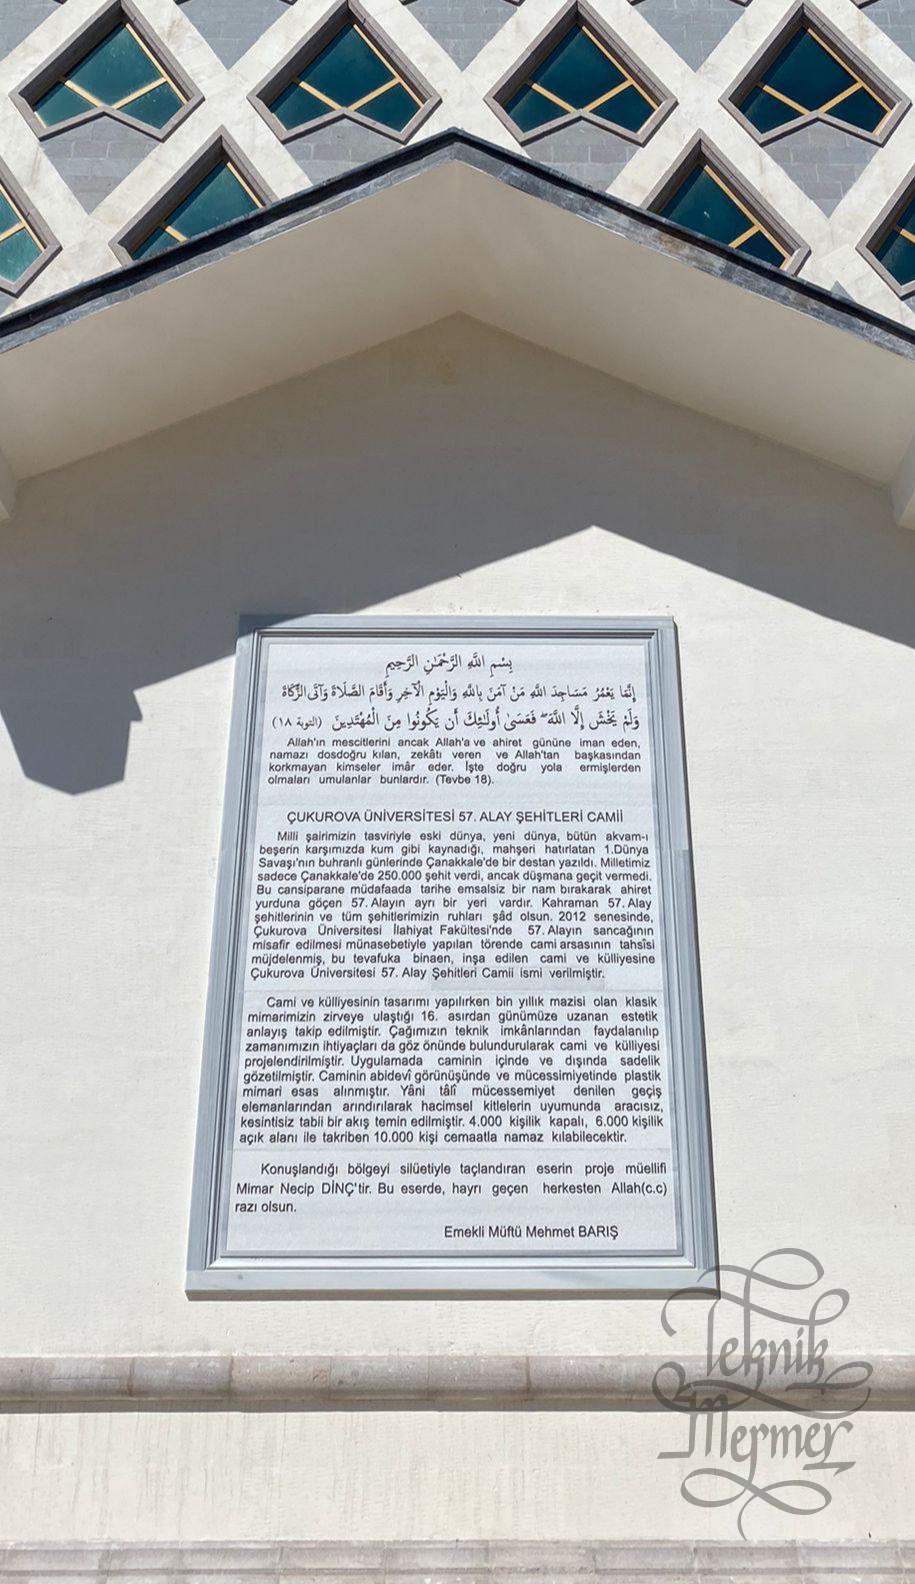 بِسْمِ اللَّهِ الرَّحْمَٰنِ الرَّحِيمِ
إِنَّمَا يَعْمُرُ مَسَاجِدَ اللَّهِ مَنْ آمَنَ بِاللَّهِ وَالْيَوْمِ الْآخِرِ وَأَقَامَ الصَّلَاةَ وَآتَى الزَّكَاةَ
وَلَمْ يَخْشَ إِلَّا اللَّهَ ۖ فَعَسَىٰ أُولَٰئِكَ أَن يَكُونُوا مِنَ الْمُهْتَدِينَ (التوبة ١٨)
Allah'ın mescitlerini ancak Allah'a ve ahiret gününe iman eden,
namazı dosdoğru kılan, zekâtı veren ve Allah'tan başkasından
korkmayan kimseler imâr eder. İşte doğru yola ermişlerden
olmaları umulanlar bunlardır. (Tevbe 18).
ÇUKUROVA ÜNİVERSİTESİ 57. ALAY ŞEHİTLERİ CAMİİ
Milli şairimizin tasviriyle eski dünya, yeni dünya, bütün akvam-ı
beşerin karşımızda kum gibi kaynadığı, mahşeri hatırlatan 1.Dünya
Savaşı'nın buhranlı günlerinde Çanakkale'de bir destan yazıldı. Milletimiz
sadece Çanakkale'de 250.000 şehit verdi, ancak düşmana geçit vermedi.
Bu cansiparane müdafaada tarihe emsalsiz bir nam bırakarak ahiret
yurduna göçen 57. Alayın ayrı bir yeri vardır. Kahraman 57. Alay
şehitlerinin ve tüm şehitlerimizin ruhları şâd olsun. 2012 senesinde,
Çukurova Üniversitesi İlahiyat Fakültesi'nde 57. Alayın sancağının
misafir edilmesi münasebetiyle yapılan törende cami arsasının tahsîsi
müjdelenmiş, bu tevafuka binaen, inşa edilen cami ve külliyesine
Çukurova Üniversitesi 57. Alay Şehitleri Camii ismi verilmiştir.
Cami ve külliyesinin tasarımı yapılırken bin yıllık mazisi olan klasik
mimarimizin zirveye ulaştığı 16. asırdan günümüze uzanan estetik
anlayış takip edilmiştir. Çağımızın teknik imkânlarından faydalanılıp
zamanımızın ihtiyaçları da göz önünde bulundurularak cami ve külliyesi
projelendirilmiştir. Uygulamada caminin içinde ve dışında sadelik
gözetilmiştir. Caminin abidevî görünüşünde ve mücessimiyetinde plastik
mimari esas alınmıştır. Yâni tâlî mücessemiyet denilen geçiş
elemanlarından arındırılarak hacimsel kitlelerin uyumunda aracısız,
kesintisiz tabii bir akış temin edilmiştir. 4.000 kişilik kapalı, 6.000 kişilik
açık alanı ile takriben 10.000 kişi cemaatla namaz kılabilecektir.
Konuşlandığı bölgeyi silüetiyle taçlandıran eserin proje müellifi
Mimar Necip DİNÇ'tir. Bu eserde, hayrı geçen herkesten Allah(c.c)
razı olsun.
Emekli Müftü Mehmet BARIŞ
Teknik
Mermer